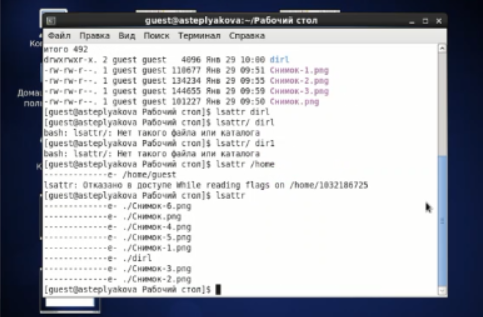 guest@asteplyakova:~/Рабочий стол
Файл Правка Вид Поиск Терминал Справка
итого 492
drwxrwxr-x. 2 guest guest 4096 Янв 29 10:00 dirl
-rw-rw-r--. 1 guest guest 110677 Янв 29 09:51 Снимок-1.png
-rw-rw-r--. 1 guest guest 134234 Янв 29 09:55 Снимок-2.png
-rw-rw-r--. 1 guest guest 144655 Янв 29 09:59 Снимок-3.png
-rw-rw-r--. 1 guest guest 101227 Янв 29 09:50 Снимок.png
[guest@asteplyakova Рабочий стол]$ lsattr dirl
[guest@asteplyakova Рабочий стол]$ lsattr/ dirl
bash: lsattr/: Нет такого файла или каталога
[guest@asteplyakova Рабочий стол]$ lsattr/ dir1
bash: lsattr/: Нет такого файла или каталога
[guest@asteplyakova Рабочий стол]$ lsattr /home
-------------e- /home/guest
lsattr: Отказано в доступе While reading flags on /home/1032186725
[guest@asteplyakova Рабочий стол]$ lsattr
-------------e- ./Снимок-6.png
-------------e- ./Снимок.png
-------------e- ./Снимок-4.png
-------------e- ./Снимок-5.png
-------------e- ./Снимок-1.png
-------------e- ./dirl
-------------e- ./Снимок-3.png
-------------e- ./Снимок-2.png
[guest@asteplyakova Рабочий стол]$